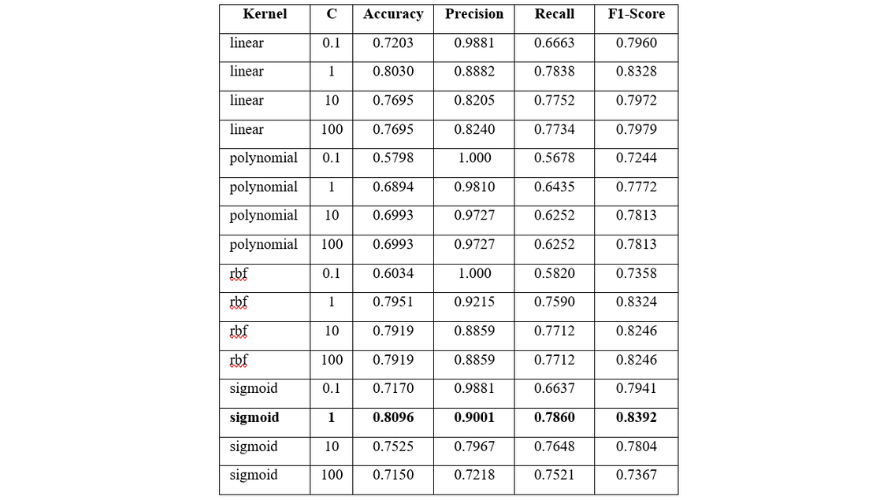 Kernel C Accuracy Precision Recall F1-Score
linear 0.1 0.7203 0.9881 0.6663 0.7960
linear 1 0.8030 0.8882 0.7838 0.8328
linear 10 0.7695 0.8205 0.7752 0.7972
linear 100 0.7695 0.8240 0.7734 0.7979
polynomial 0.1 0.5798 1.000 0.5678 0.7244
polynomial 1 0.6894 0.9810 0.6435 0.7772
polynomial 10 0.6993 0.9727 0.6252 0.7813
polynomial 100 0.6993 0.9727 0.6252 0.7813
rbf 0.1 0.6034 1.000 0.5820 0.7358
rbf 1 0.7951 0.9215 0.7590 0.8324
rbf 10 0.7919 0.8859 0.7712 0.8246
rbf 100 0.7919 0.8859 0.7712 0.8246
sigmoid 0.1 0.7170 0.9881 0.6637 0.7941
sigmoid 1 0.8096 0.9001 0.7860 0.8392
sigmoid 10 0.7525 0.7967 0.7648 0.7804
sigmoid 100 0.7150 0.7218 0.7521 0.7367